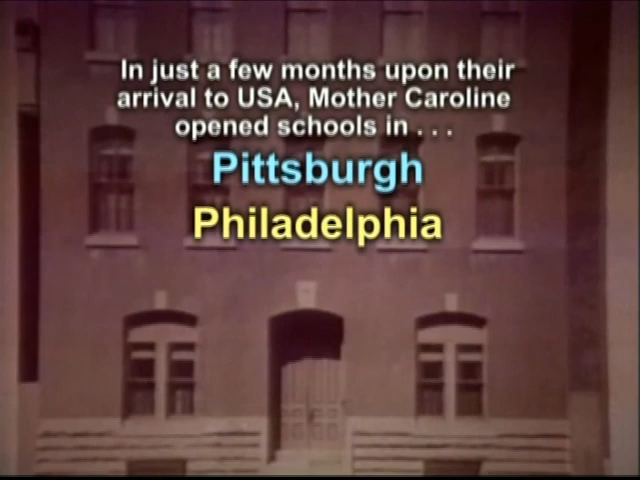 In just a few months upon their
arrival to USA, Mother Caroline
opened schools in . . .
Pittsburgh
Philadelphia